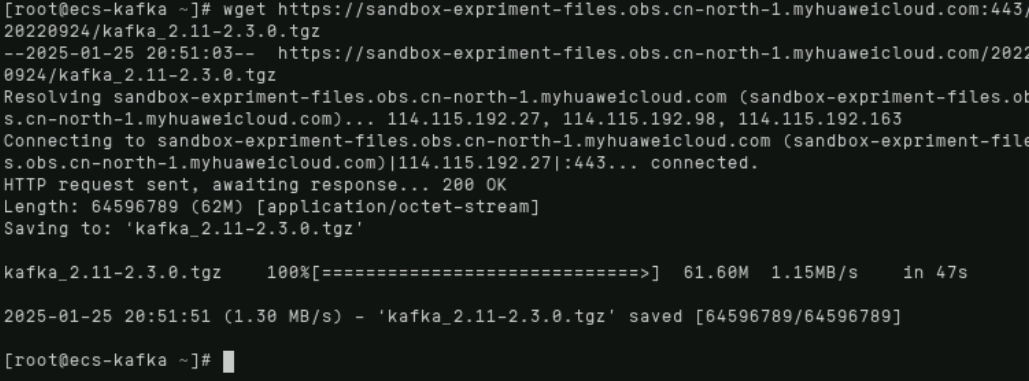 [root@ecs-kafka ~]# wget https://sandbox-expriment-files.obs.cn-north-1.myhuaweicloud.com:443/
20220924/kafka_2.11-2.3.0.tgz
--2025-01-25 20:51:03--  https://sandbox-expriment-files.obs.cn-north-1.myhuaweicloud.com/2022
0924/kafka_2.11-2.3.0.tgz
Resolving sandbox-expriment-files.obs.cn-north-1.myhuaweicloud.com (sandbox-expriment-files.ob
s.cn-north-1.myhuaweicloud.com)... 114.115.192.27, 114.115.192.98, 114.115.192.163
Connecting to sandbox-expriment-files.obs.cn-north-1.myhuaweicloud.com (sandbox-expriment-file
s.obs.cn-north-1.myhuaweicloud.com)|114.115.192.27|:443... connected.
HTTP request sent, awaiting response... 200 OK
Length: 64596789 (62M) [application/octet-stream]
Saving to: 'kafka_2.11-2.3.0.tgz'
kafka_2.11-2.3.0.tgz    100%[=============================>]  61.60M  1.15MB/s    in 47s
2025-01-25 20:51:51 (1.30 MB/s) - 'kafka_2.11-2.3.0.tgz' saved [64596789/64596789]
[root@ecs-kafka ~]#